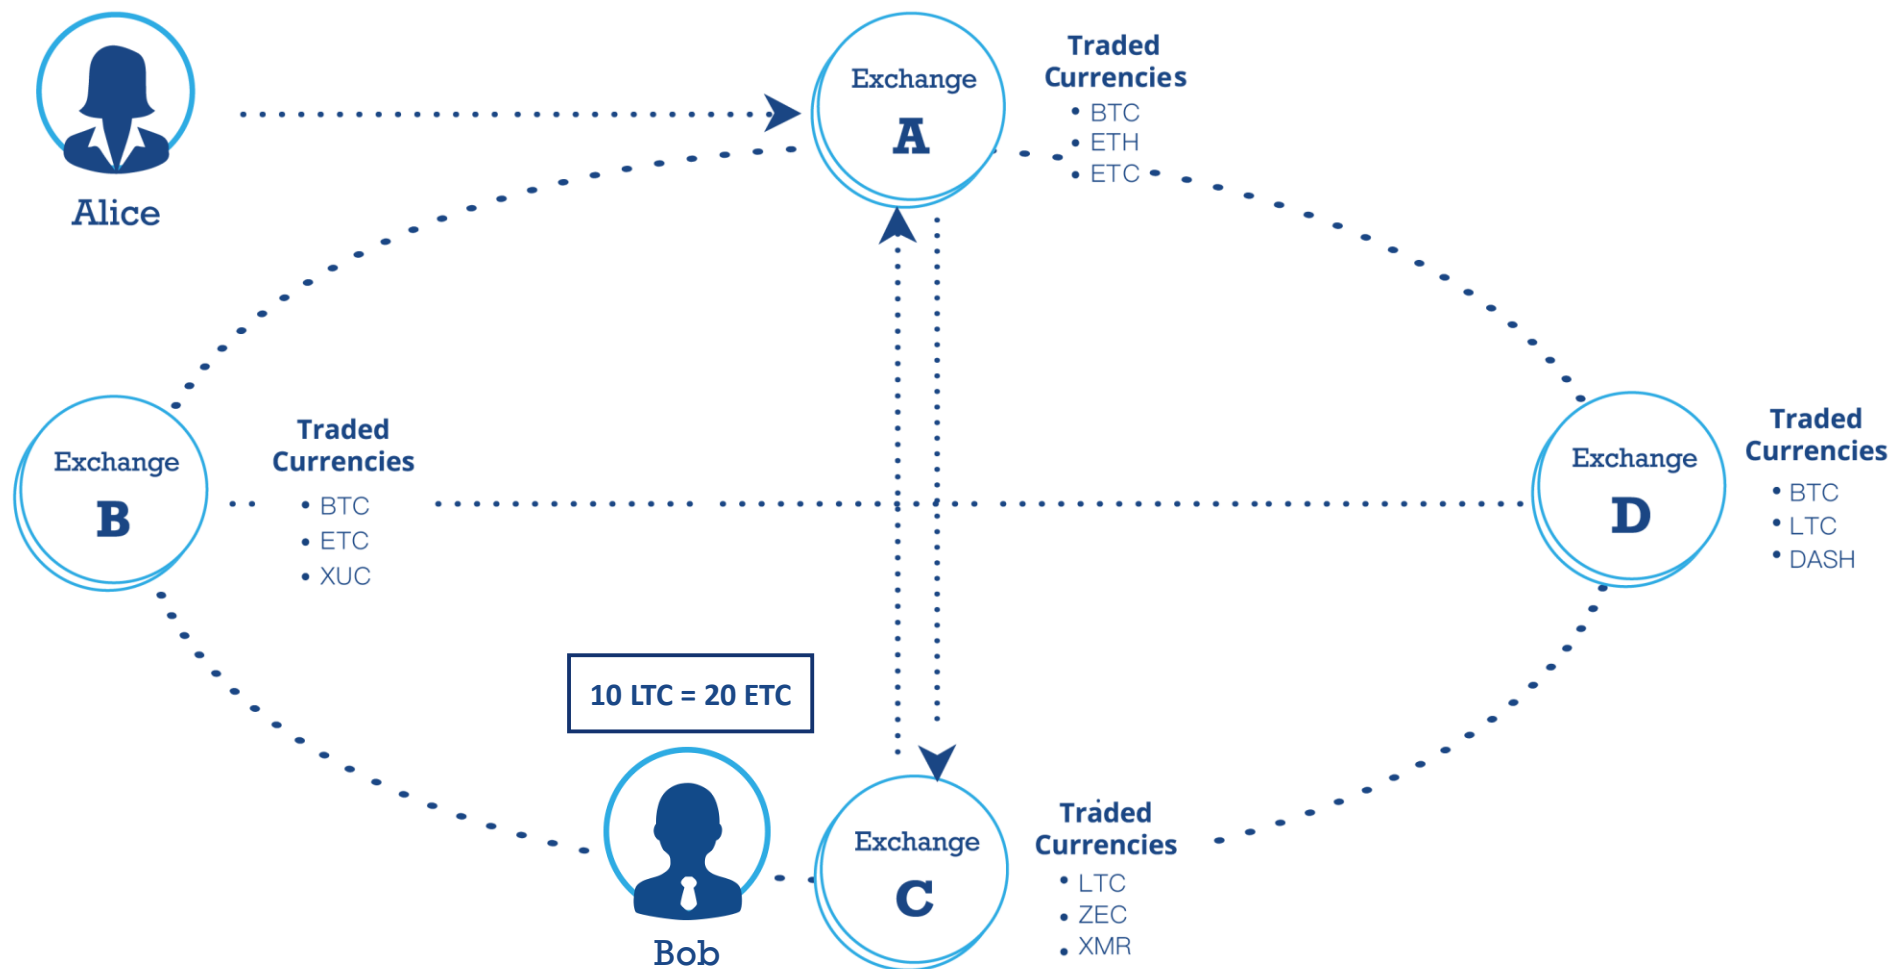 Alice
Exchange
A
Traded
Currencies
• BTC
• ETH
• ETC
Exchange
B
Traded
Currencies
• BTC
• ETC
• XUC
Exchange
D
Traded
Currencies
• BTC
• LTC
• DASH
10 LTC = 20 ETC
Bob
Exchange
C
Traded
Currencies
• LTC
• ZEC
• XMR